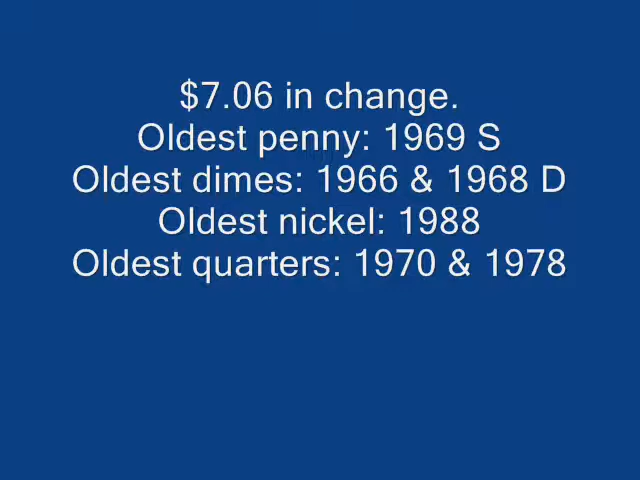 $7.06 in change.
Oldest penny: 1969 S
Oldest dimes: 1966 & 1968 D
Oldest nickel: 1988
Oldest quarters: 1970 & 1978